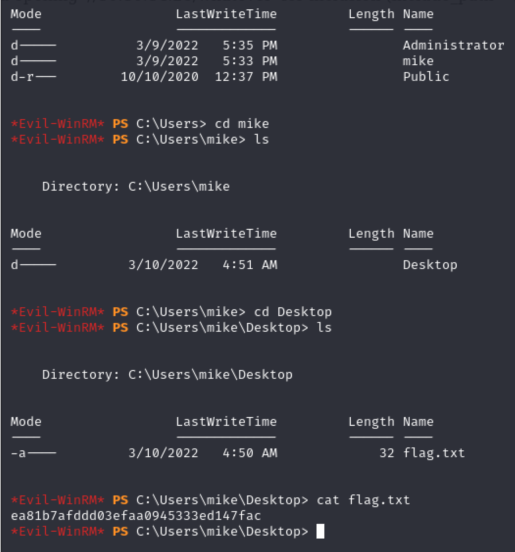 Mode LastWriteTime Length Name
d----- 3/9/2022 5:35 PM Administrator
d----- 3/9/2022 5:33 PM mike
d-r--- 10/10/2020 12:37 PM Public
*Evil-WinRM* PS C:\Users> cd mike
*Evil-WinRM* PS C:\Users\mike> ls
Directory: C:\Users\mike
Mode LastWriteTime Length Name
d----- 3/10/2022 4:51 AM Desktop
*Evil-WinRM* PS C:\Users\mike> cd Desktop
*Evil-WinRM* PS C:\Users\mike\Desktop> ls
Directory: C:\Users\mike\Desktop
Mode LastWriteTime Length Name
-a---- 3/10/2022 4:50 AM 32 flag.txt
*Evil-WinRM* PS C:\Users\mike\Desktop> cat flag.txt
ea81b7afddd03efaa0945333ed147fac
*Evil-WinRM* PS C:\Users\mike\Desktop>